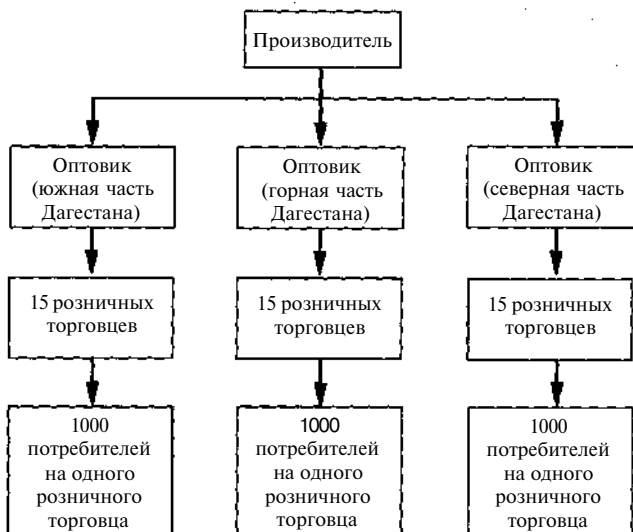 Производитель
Оптовик
(южная часть
Дагестана)
Оптовик
(горная часть
Дагестана)
Оптовик
(северная часть
Дагестана)
15 розничных
торговцев
15 розничных
торговцев
15 розничных
торговцев
1000
потребителей
на одного
розничного
торговца
1000
потребителей
на одного
розничного
торговца
1000
потребителей
на одного
розничного
торговца